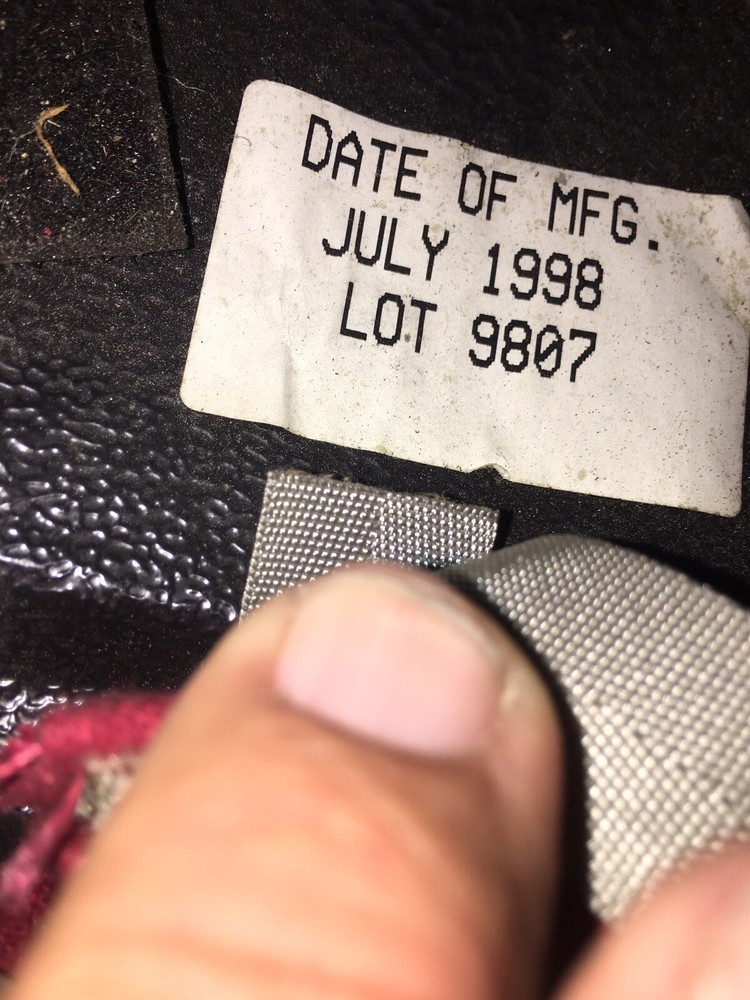 DATE OF MFG.
JULY 1998
LOT 9807